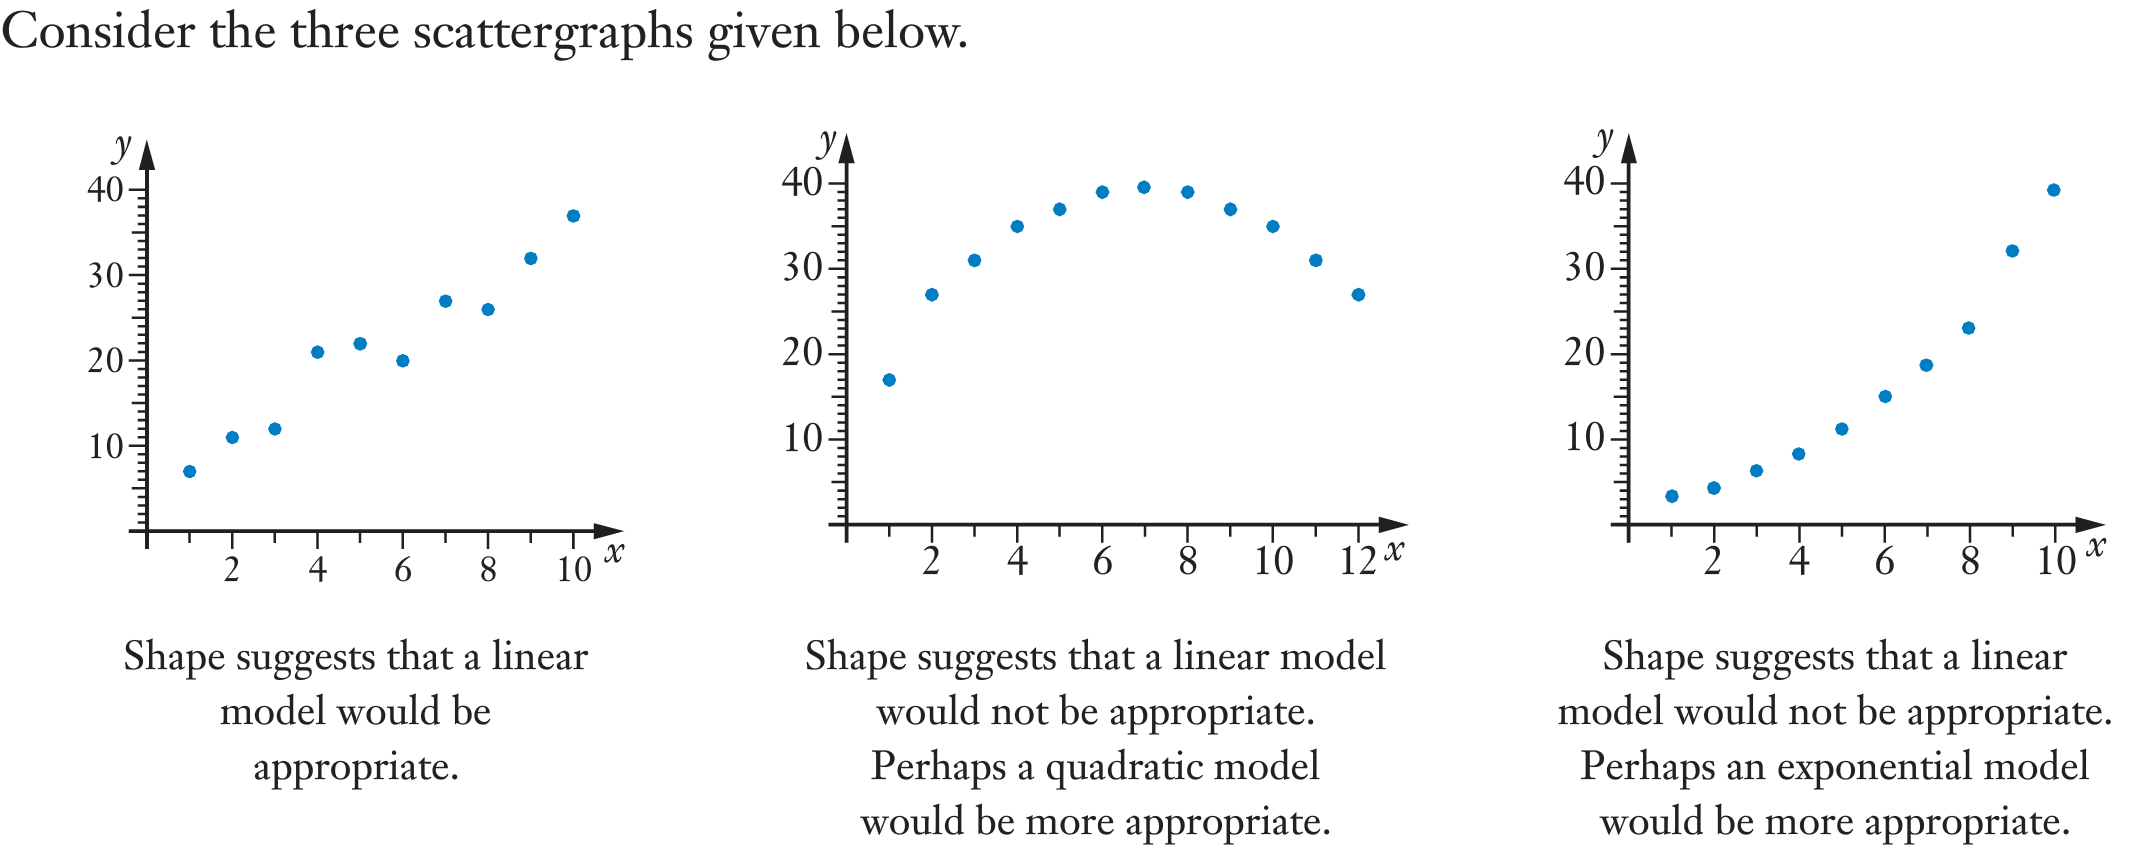 Consider the three scattergraphs given below.
y
40
30
20
10
2 4 6 8 10 x
Shape suggests that a linear
model would be
appropriate.
y
40
30
20
10
2 4 6 8 10 12 x
Shape suggests that a linear model
would not be appropriate.
Perhaps a quadratic model
would be more appropriate.
y
40
30
20
10
2 4 6 8 10 x
Shape suggests that a linear
model would not be appropriate.
Perhaps an exponential model
would be more appropriate.